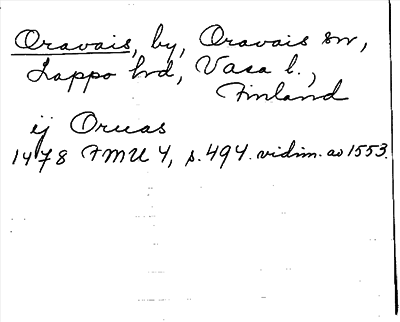 Oravais, by, Oravais sn,
Lappo hd, Vasa l.,
Finland
ij Oruas
1478 FMU 4, s. 494. vidim. av 1553.